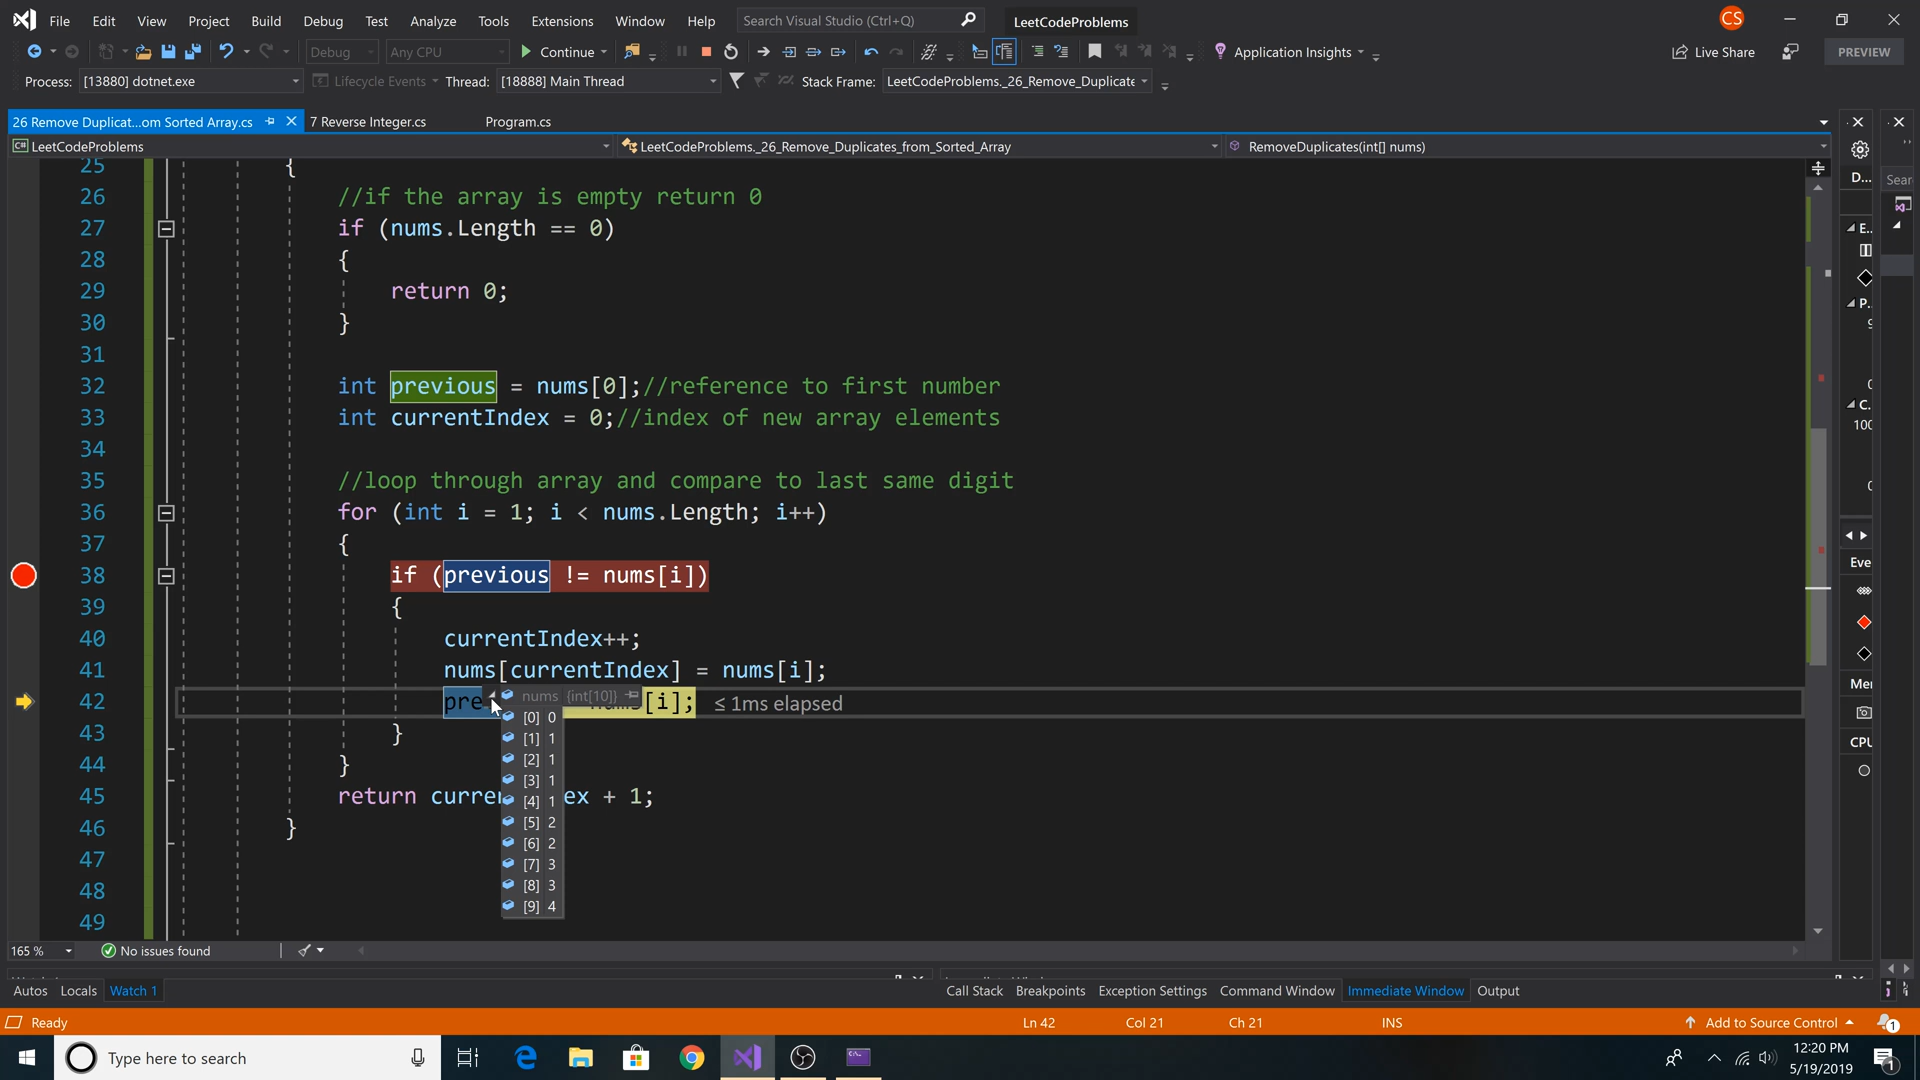 File Edit View Project Build Debug Test Analyze Tools Extensions Window Help Search Visual Studio (Ctrl+Q) LeetCodeProblems CS
Debug Any CPU Continue Application Insights Live Share PREVIEW
Process: [13880] dotnet.exe Lifecycle Events Thread: [18888] Main Thread Stack Frame: LeetCodeProblems._26_Remove_Duplicate
26 Remove Duplicat...om Sorted Array.cs 7 Reverse Integer.cs Program.cs
C# LeetCodeProblems LeetCodeProblems._26_Remove_Duplicates_from_Sorted_Array RemoveDuplicates(int[] nums)
25 {
26 //if the array is empty return 0
27 if (nums.Length == 0)
28 {
29 return 0;
30 }
31
32 int previous = nums[0];//reference to first number
33 int currentIndex = 0;//index of new array elements
34
35 //loop through array and compare to last same digit
36 for (int i = 1; i < nums.Length; i++)
37 {
38 if (previous != nums[i])
39 {
40 currentIndex++;
41 nums[currentIndex] = nums[i];
42 pre nums {int[10]} [i]; ≤ 1ms elapsed
[0] 0
43 }
[1] 1
[2] 1
44 }
[3] 1
45 return curre ex + 1;
[4] 1
[5] 2
46 }
[6] 2
47
[7] 3
48
[8] 3
[9] 4
49
D...
Sear
E..
P.
C.
100
Eve
Mer
CPU
165 % No issues found
Autos Locals Watch 1 Call Stack Breakpoints Exception Settings Command Window Immediate Window Output
Ready Ln 42 Col 21 Ch 21 INS Add to Source Control 1
Type here to search 12:20 PM
5/19/2019 1